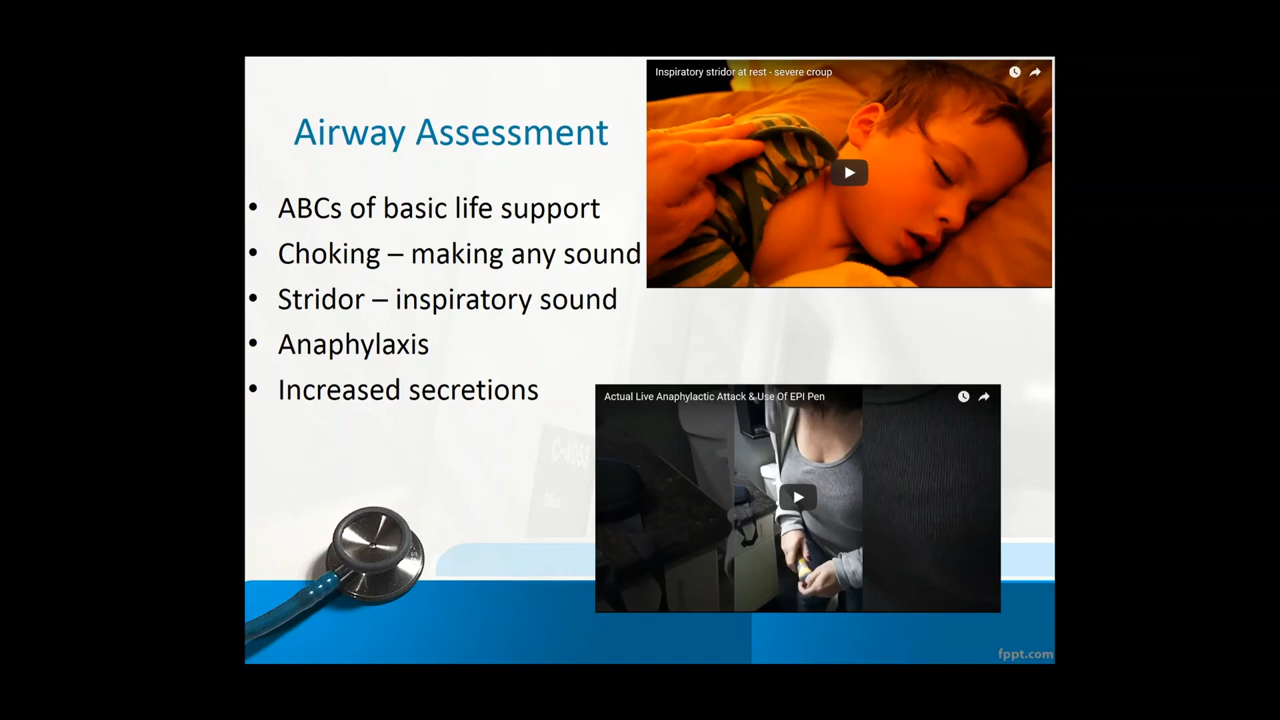 Inspiratory stridor at rest - severe croup
Airway Assessment
• ABCs of basic life support
• Choking – making any sound
• Stridor – inspiratory sound
• Anaphylaxis
• Increased secretions
Actual Live Anaphylactic Attack & Use Of EPI Pen
C-4053
fppt.com